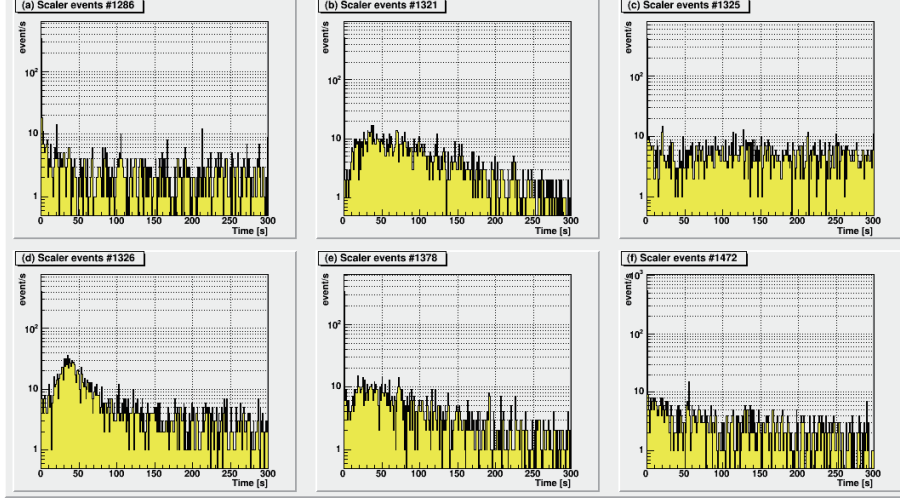 (a) Scaler events #1286
event/s
10²
10
1
0 50 100 150 200 250 300
Time [s]
(b) Scaler events #1321
event/s
10²
10
1
0 50 100 150 200 250 300
Time [s]
(c) Scaler events #1325
event/s
10²
10
1
0 50 100 150 200 250 300
Time [s]
(d) Scaler events #1326
event/s
10²
10
1
0 50 100 150 200 250 300
Time [s]
(e) Scaler events #1378
event/s
10²
10
1
0 50 100 150 200 250 300
Time [s]
(f) Scaler events #1472
event/s
10³
10²
10
1
0 50 100 150 200 250 300
Time [s]